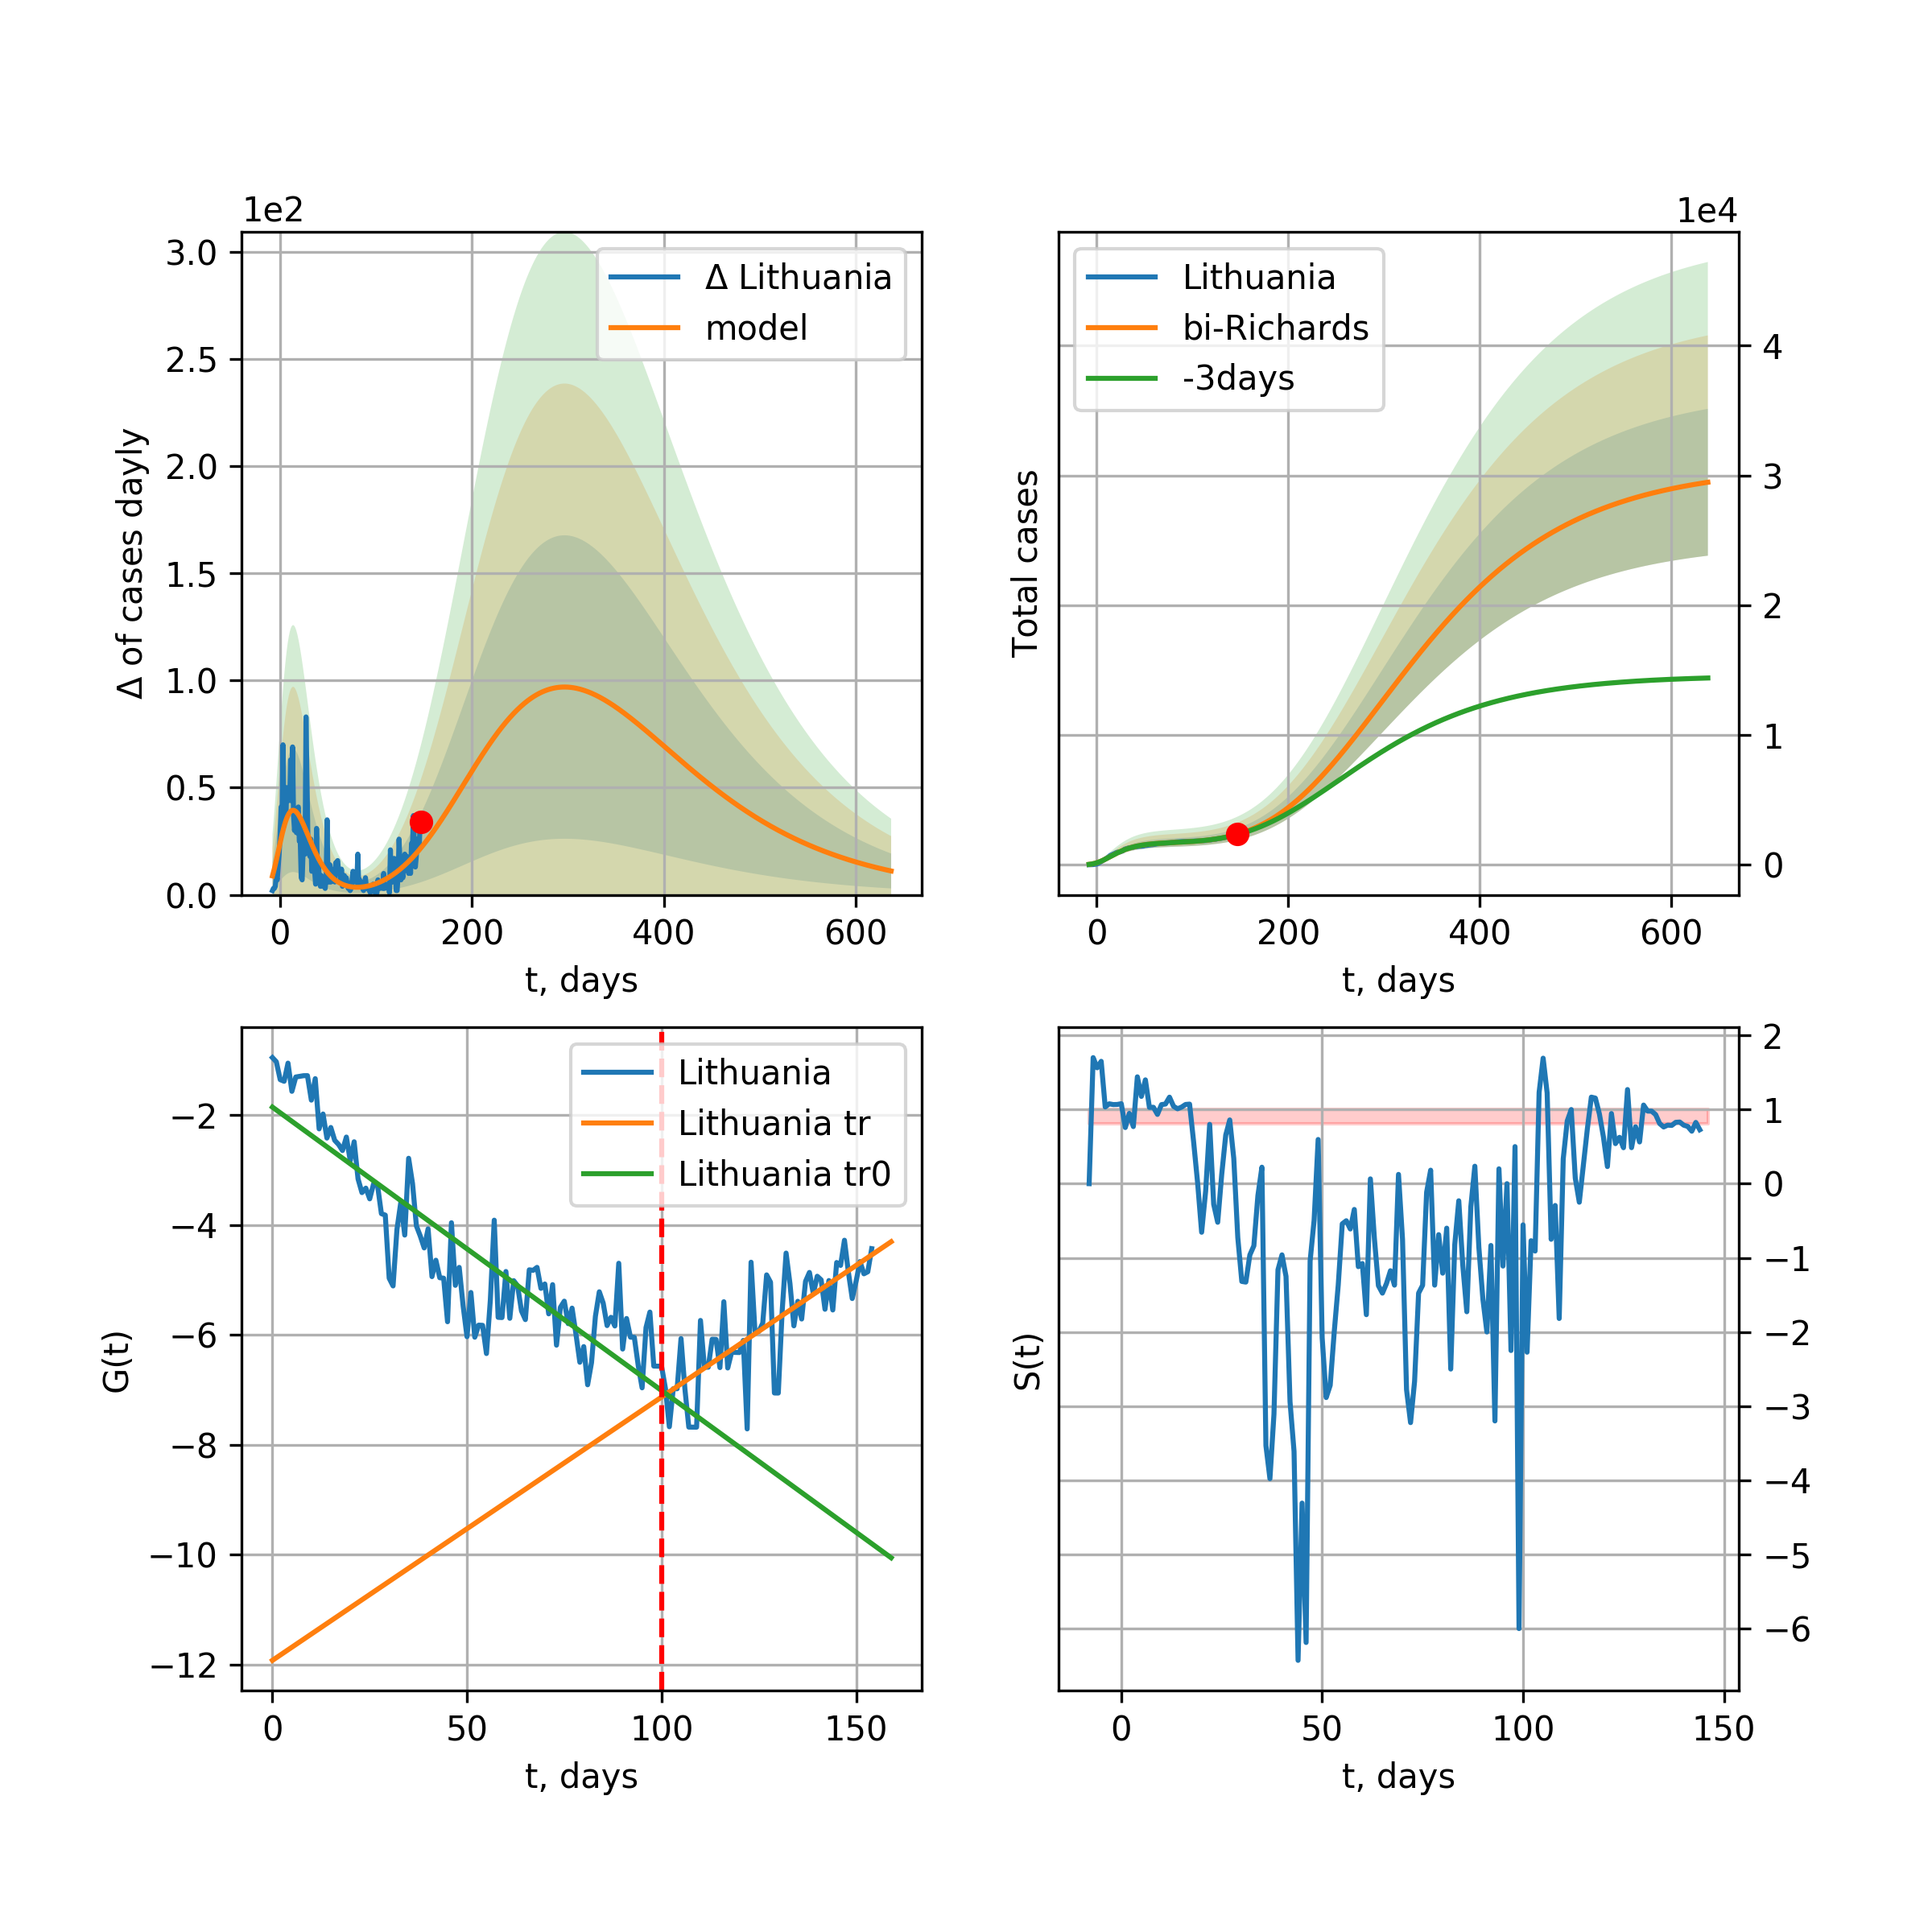 1e2
3.0
2.5
2.0
1.5
1.0
0.5
0.0
Δ of cases dayly
Δ Lithuania
model
0 200 400 600
t, days
1e4
Lithuania
bi-Richards
-3days
Total cases
4
3
2
1
0
0 200 400 600
t, days
−2
−4
−6
−8
−10
−12
G(t)
Lithuania
Lithuania tr
Lithuania tr0
0 50 100 150
t, days
S(t)
2
1
0
−1
−2
−3
−4
−5
−6
0 50 100 150
t, days